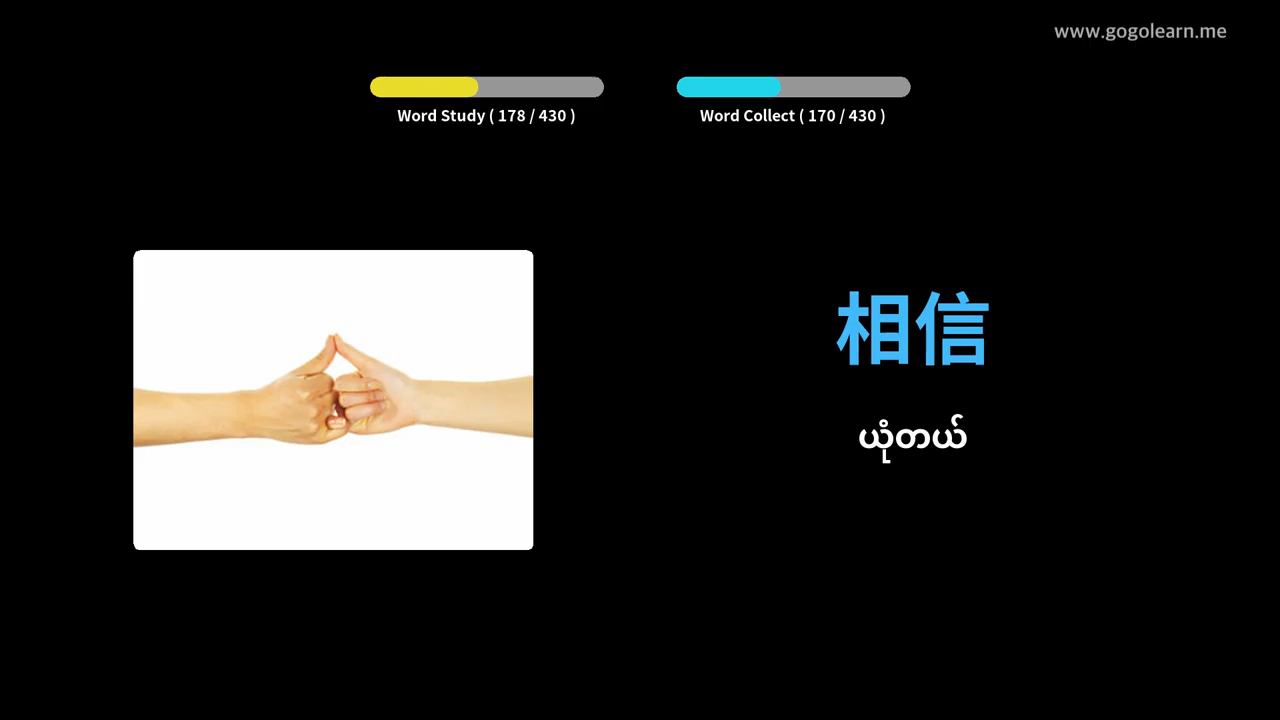 www.gogolearn.me
Word Study ( 178 / 430 )
Word Collect ( 170 / 430 )
相信
ယုံတယ်